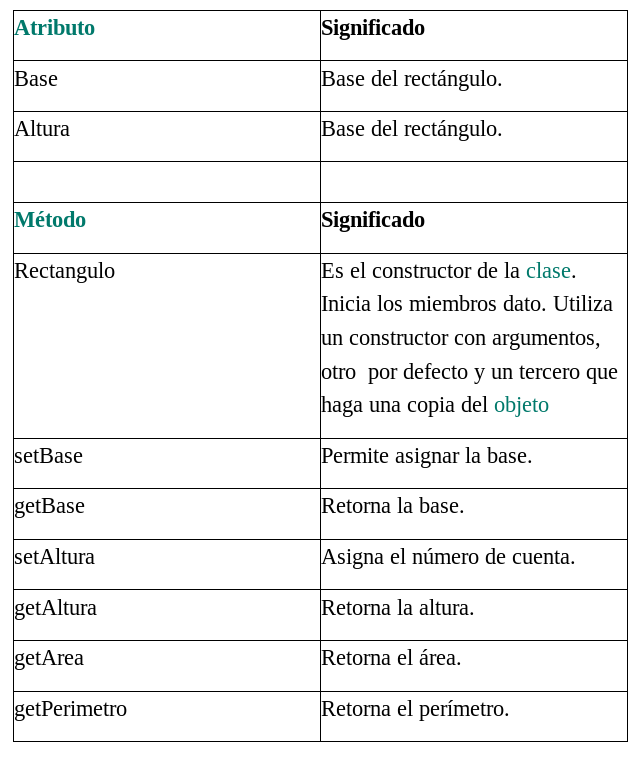 Atributo Significado
Base Base del rectángulo.
Altura Base del rectángulo.
Método Significado
Rectangulo Es el constructor de la clase.
Inicia los miembros dato. Utiliza
un constructor con argumentos,
otro  por defecto y un tercero que
haga una copia del objeto
setBase Permite asignar la base.
getBase Retorna la base.
setAltura Asigna el número de cuenta.
getAltura Retorna la altura.
getArea Retorna el área.
getPerimetro Retorna el perímetro.